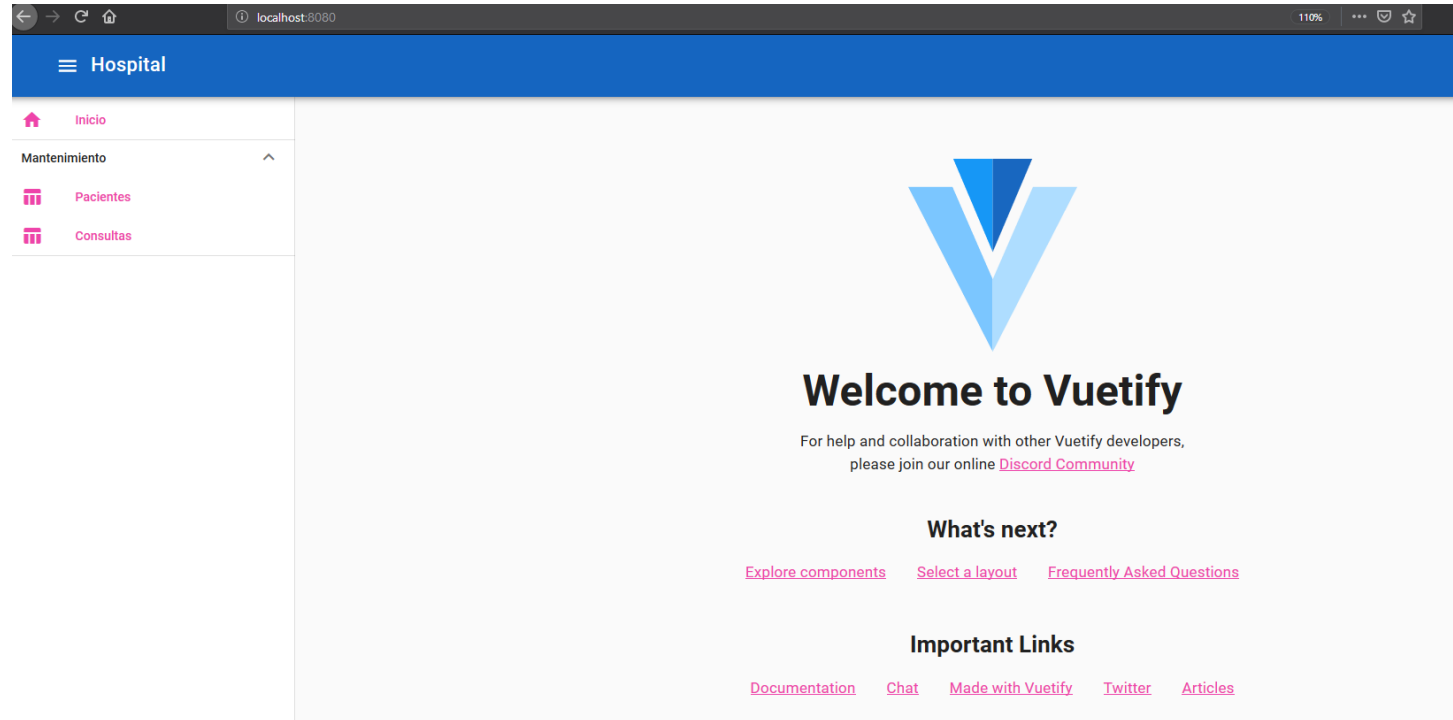 localhost:8080
110%
Hospital
Inicio
Mantenimiento
Pacientes
Consultas
Welcome to Vuetify
For help and collaboration with other Vuetify developers,
please join our online Discord Community
What's next?
Explore components Select a layout Frequently Asked Questions
Important Links
Documentation Chat Made with Vuetify Twitter Articles